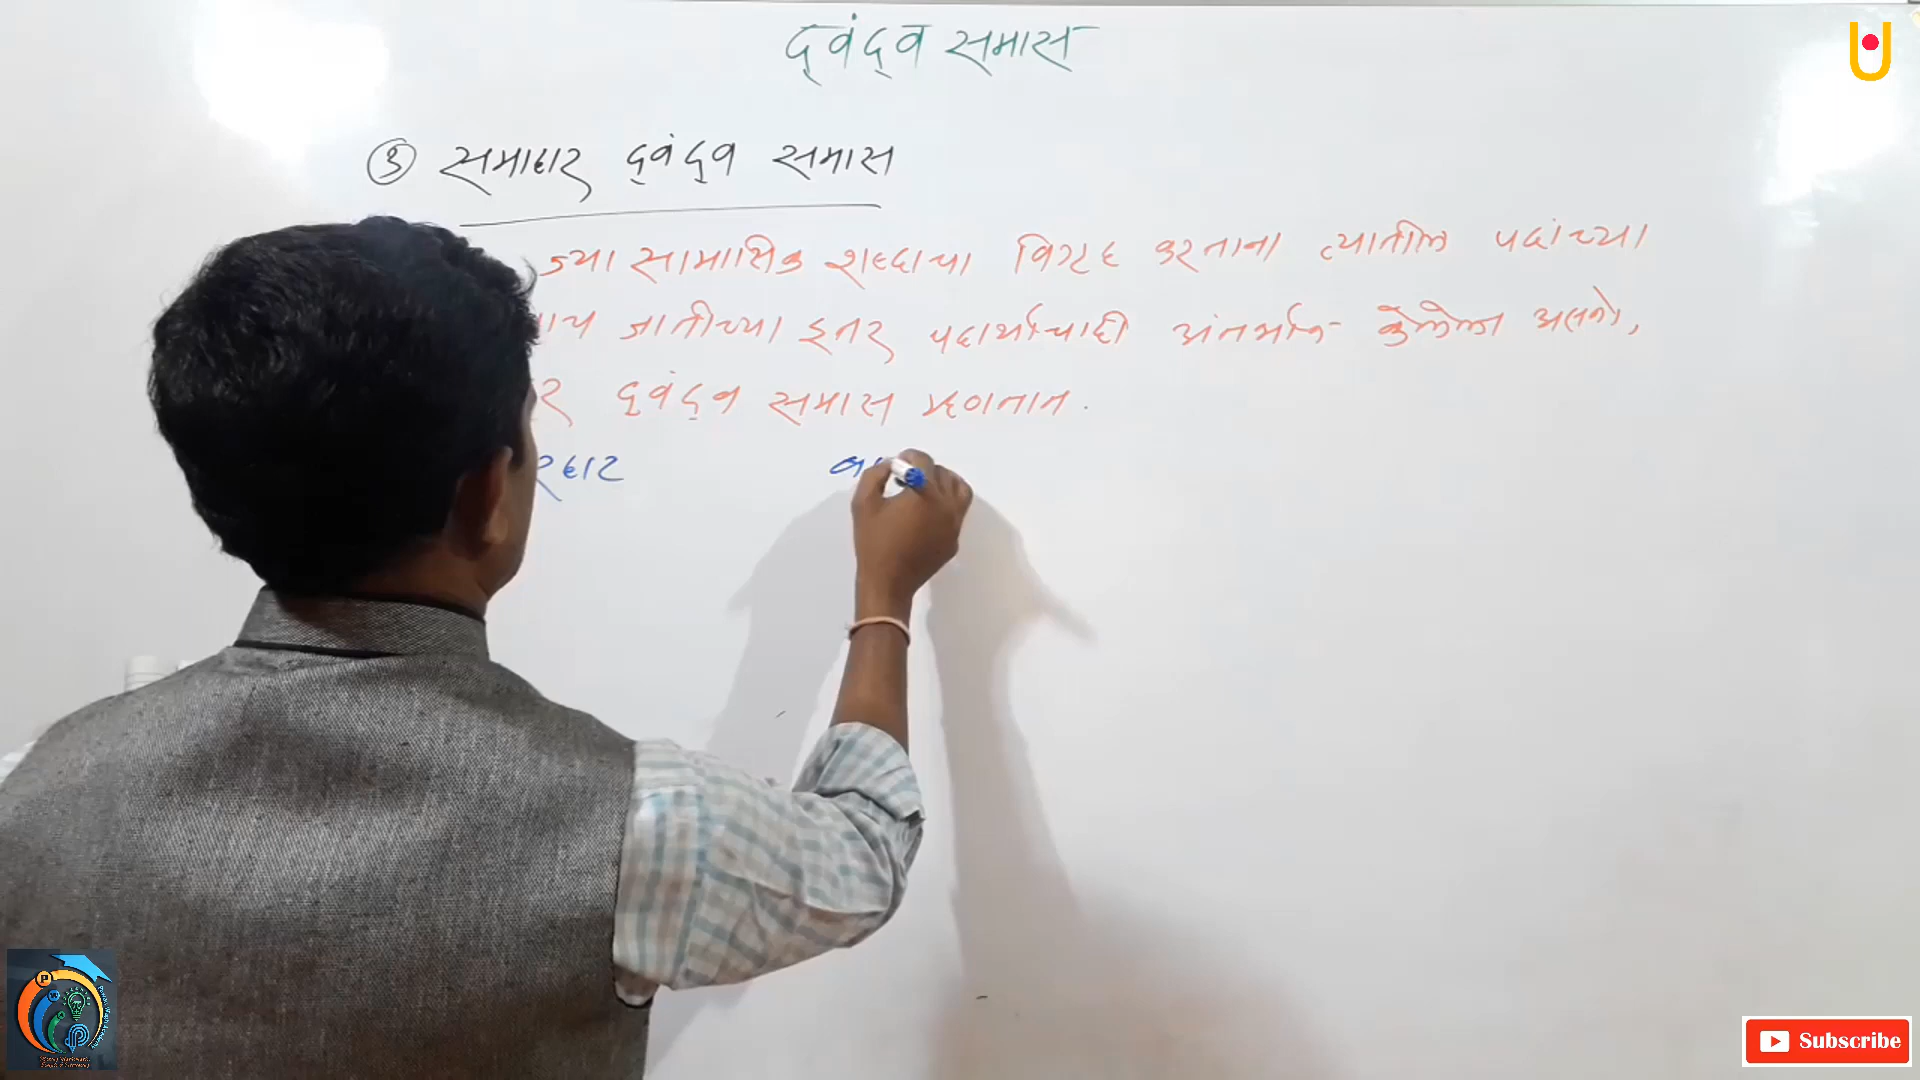 द्वंद्व समास
③ समाहार द्वंद्व समास
ज्या सामासिक शब्दाचा विग्रह करताना त्यातील पदांच्या
जातीच्या इतर पदार्थाचाही अंतर्भाव केलेला असतो,
द्वंद्व समास म्हणतात.
Subscribe